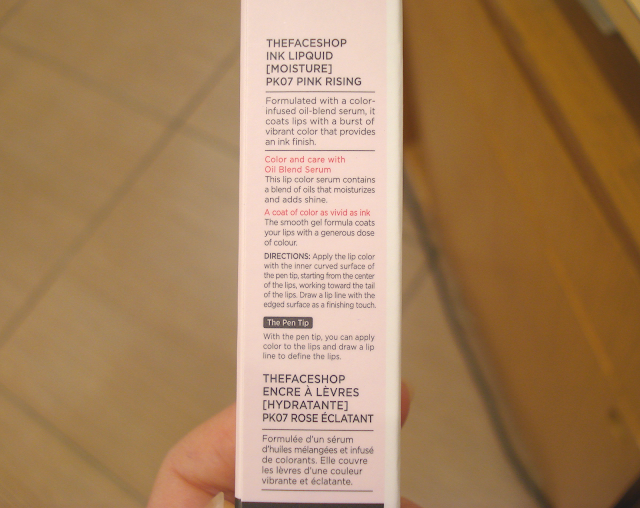 THEFACESHOP
INK LIPQUID
[MOISTURE]
PK07 PINK RISING
Formulated with a color-
infused oil-blend serum, it
coats lips with a burst of
vibrant color that provides
an ink finish.
Color and care with
Oil Blend Serum
This lip color serum contains
a blend of oils that moisturizes
and adds shine.
A coat of color as vivid as ink
The smooth gel formula coats
your lips with a generous dose
of colour.
DIRECTIONS: Apply the lip color
with the inner curved surface of
the pen tip, starting from the center
of the lips, working toward the tail
of the lips. Draw a lip line with the
edged surface as a finishing touch.
The Pen Tip
With the pen tip, you can apply
color to the lips and draw a lip
line to define the lips.
THEFACESHOP
ENCRE À LÈVRES
[HYDRATANTE]
PK07 ROSE ÉCLATANT
Formulée d'un sérum
d'huiles mélangées et infusé
de colorants. Elle couvre
les lèvres d'une couleur
vibrante et éclatante.